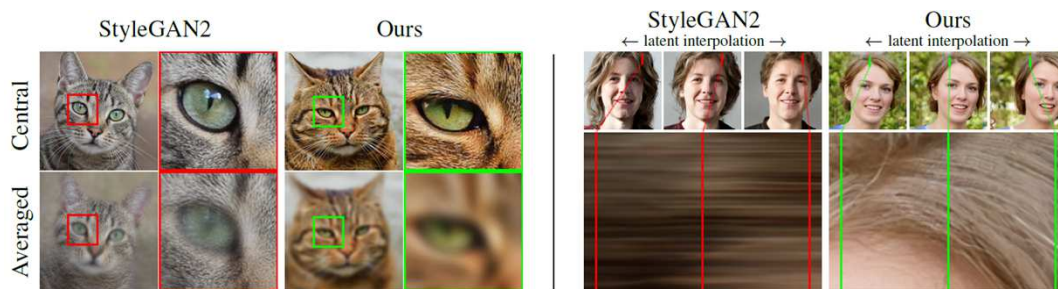 StyleGAN2
Ours
Central
Averaged
StyleGAN2
← latent interpolation →
Ours
← latent interpolation →